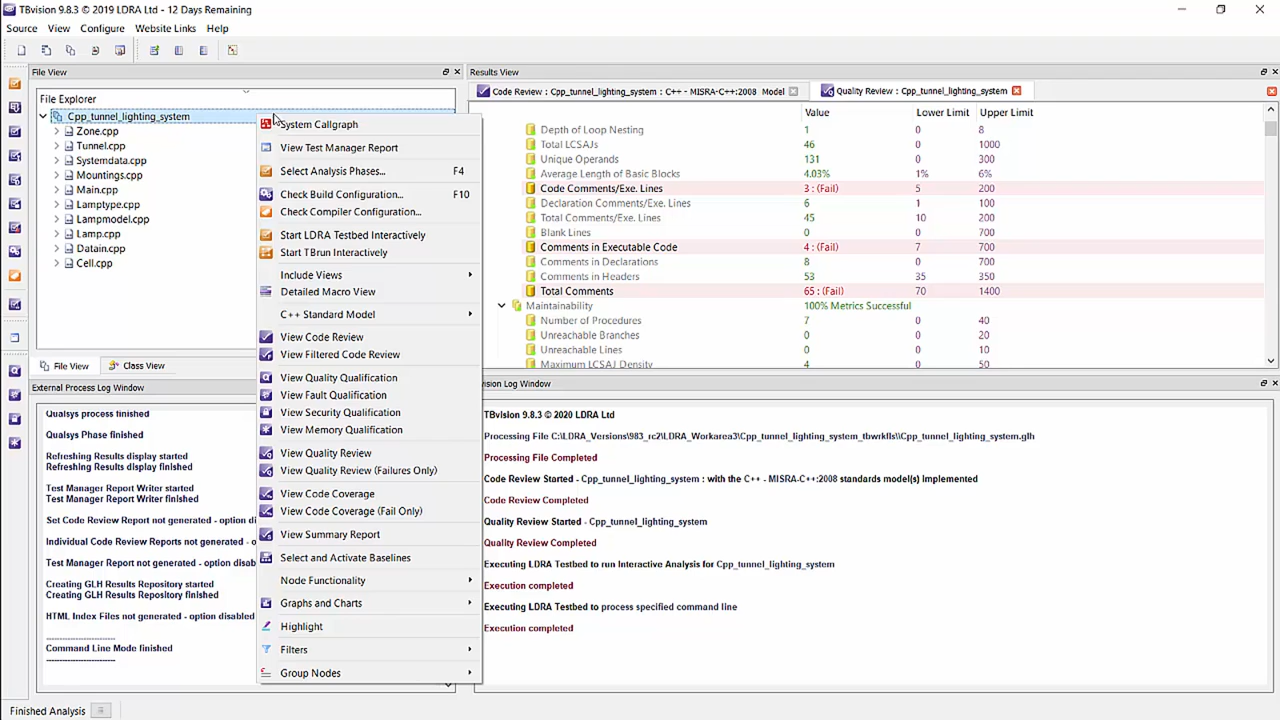 TBvision 9.8.3 © 2019 LDRA Ltd - 12 Days Remaining
Source View Configure Website Links Help
File View
File Explorer
Cpp_tunnel_lighting_system
Zone.cpp
Tunnel.cpp
Systemdata.cpp
Mountings.cpp
Main.cpp
Lamptype.cpp
Lampmodel.cpp
Lamp.cpp
Datain.cpp
Cell.cpp
File View Class View
System Callgraph
View Test Manager Report
Select Analysis Phases... F4
Check Build Configuration... F10
Check Compiler Configuration...
Start LDRA Testbed Interactively
Start TBrun Interactively
Include Views
Detailed Macro View
C++ Standard Model
View Code Review
View Filtered Code Review
View Quality Qualification
View Fault Qualification
View Security Qualification
View Memory Qualification
View Quality Review
View Quality Review (Failures Only)
View Code Coverage
View Code Coverage (Fail Only)
View Summary Report
Select and Activate Baselines
Node Functionality
Graphs and Charts
Highlight
Filters
Group Nodes
Results View
Code Review : Cpp_tunnel_lighting_system : C++ - MISRA-C++:2008 Model Quality Review : Cpp_tunnel_lighting_system
Value Lower Limit Upper Limit
Depth of Loop Nesting 1 0 8
Total LCSAJs 46 0 1000
Unique Operands 131 0 300
Average Length of Basic Blocks 4.03% 1% 6%
Code Comments/Exe. Lines 3 : (Fail) 5 200
Declaration Comments/Exe. Lines 6 1 100
Total Comments/Exe. Lines 45 10 200
Blank Lines 0 0 700
Comments in Executable Code 4 : (Fail) 7 700
Comments in Declarations 8 0 700
Comments in Headers 53 35 350
Total Comments 65 : (Fail) 70 1400
Maintainability 100% Metrics Successful
Number of Procedures 7 0 40
Unreachable Branches 0 0 20
Unreachable Lines 0 0 10
Maximum LCSAJ Density 4 0 50
External Process Log Window
Qualsys process finished
Qualsys Phase finished
Refreshing Results display started
Refreshing Results display finished
Test Manager Report Writer started
Test Manager Report Writer finished
Set Code Review Report not generated - option d
Individual Code Review Reports not generated - o
Test Manager Report not generated - option disab
Creating GLH Results Repository started
Creating GLH Results Repository finished
HTML Index Files not generated - option disabled
-----------------------
Command Line Mode finished
-----------------------
ision Log Window
TBvision 9.8.3 © 2020 LDRA Ltd
Processing File C:\LDRA_Versions\983_rc2\LDRA_Workarea3\Cpp_tunnel_lighting_system_tbwrkfls\Cpp_tunnel_lighting_system.glh
Processing File Completed
Code Review Started - Cpp_tunnel_lighting_system : with the C++ - MISRA-C++:2008 standards model(s) Implemented
Code Review Completed
Quality Review Started - Cpp_tunnel_lighting_system
Quality Review Completed
Executing LDRA Testbed to run Interactive Analysis for Cpp_tunnel_lighting_system
Execution completed
Executing LDRA Testbed to process specified command line
Execution completed
Finished Analysis